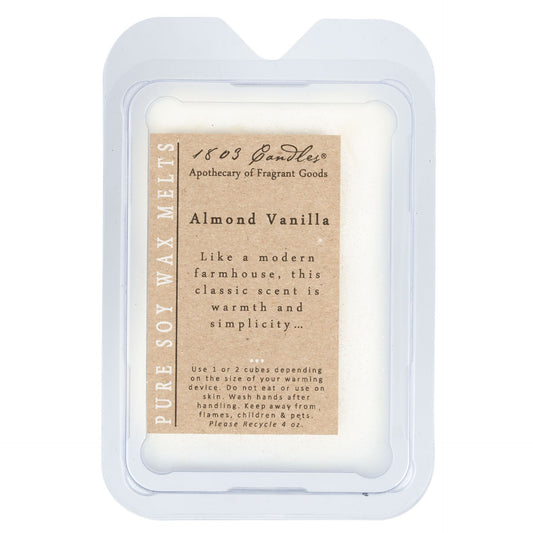 1803 Candles®
Apothecary of Fragrant Goods
Almond Vanilla
Like a modern
farmhouse, this
classic scent is
warmth and
simplicity...
Use 1 or 2 cubes depending
on the size of your warming
device. Do not eat or use on
skin. Wash hands after
handling. Keep away from
flames, children & pets.
Please Recycle 4 oz.
PURE SOY WAX MELTS